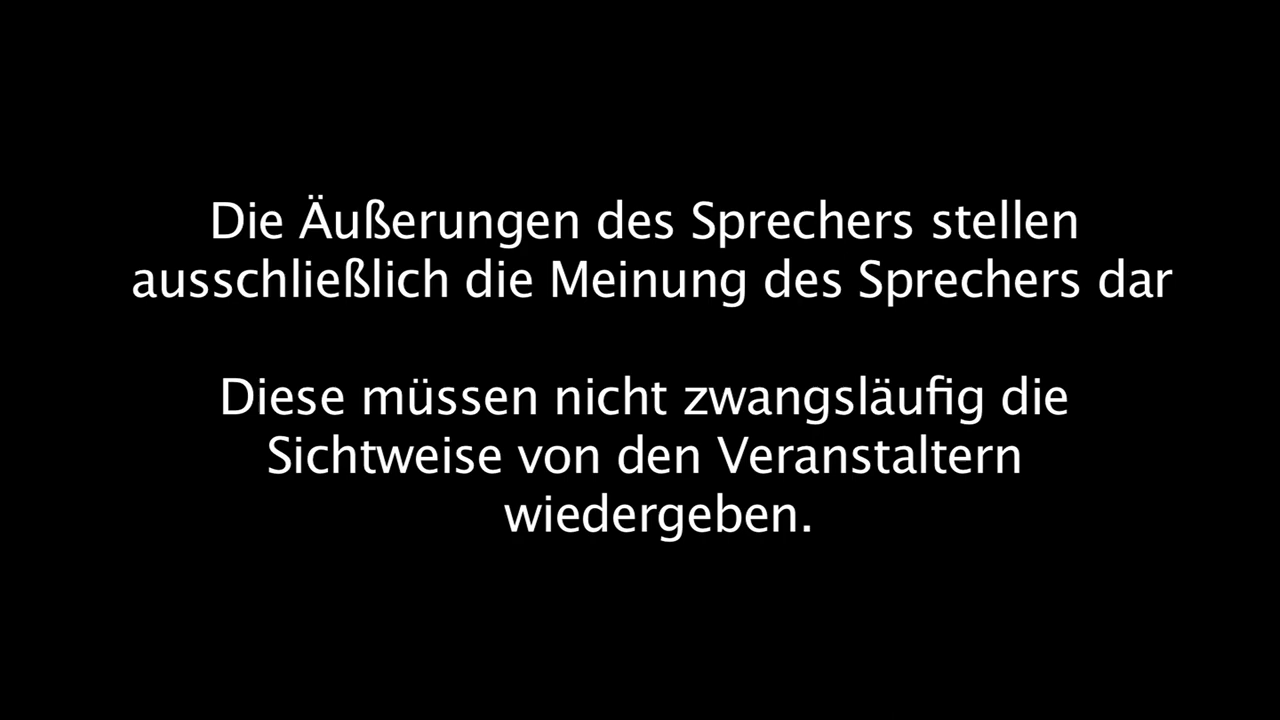 Die Äußerungen des Sprechers stellen
ausschließlich die Meinung des Sprechers dar
Diese müssen nicht zwangsläufig die
Sichtweise von den Veranstaltern
wiedergeben.